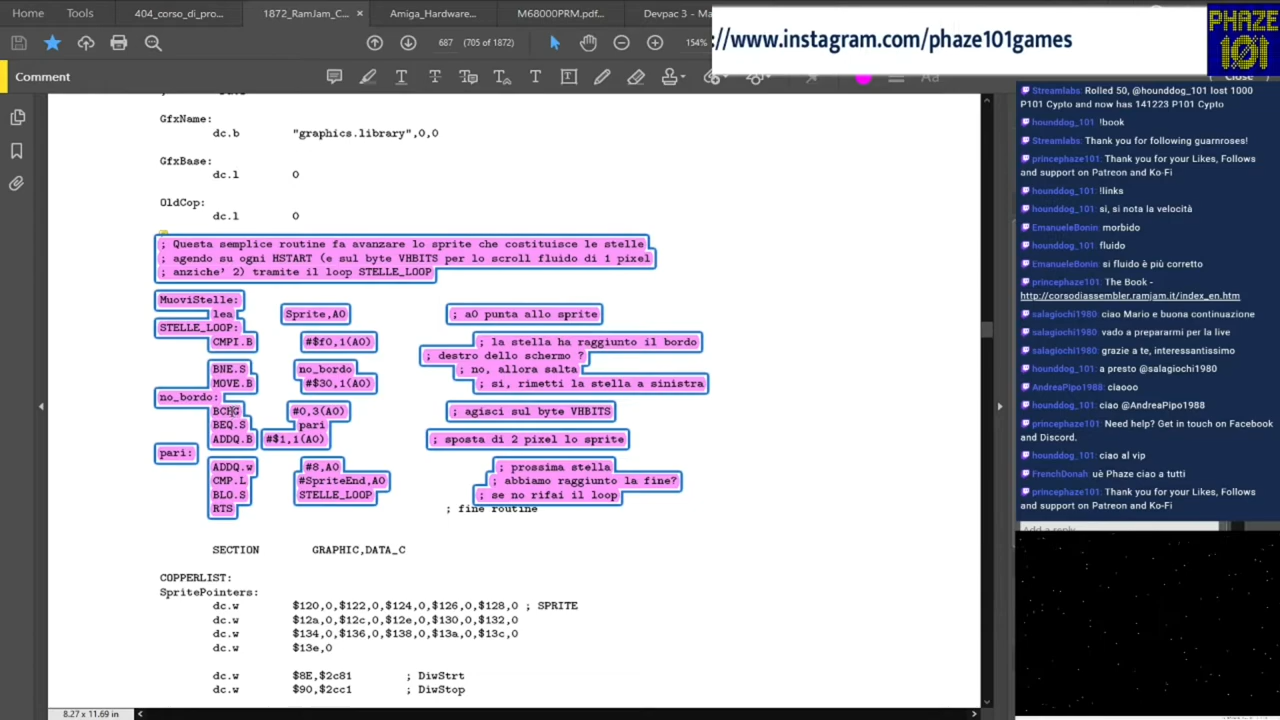 Home Tools 404_corso_di_pro... 1872_RamJam_C... × Amiga_Hardware... M68000PRM.pdf... Devpac 3 - Ma
://www.instagram.com/phaze101games
PHAZE
101
687 (705 of 1872) 154%
Comment
Close
GfxName:
dc.b "graphics.library",0,0
GfxBase:
dc.l 0
OldCop:
dc.l 0
; Questa semplice routine fa avanzare lo sprite che costituisce le stelle
; agendo su ogni HSTART (e sul byte VHBITS per lo scroll fluido di 1 pixel
; anziche' 2) tramite il loop STELLE_LOOP
MuoviStelle:
lea Sprite,A0 ; a0 punta allo sprite
STELLE_LOOP:
CMPI.B #$f0,1(A0) ; la stella ha raggiunto il bordo
; destro dello schermo ?
BNE.S no_bordo ; no, allora salta
MOVE.B #$30,1(A0) ; si, rimetti la stella a sinistra
no_bordo:
BCHG #0,3(A0) ; agisci sul byte VHBITS
BEQ.S pari
ADDQ.B #$1,1(A0) ; sposta di 2 pixel lo sprite
pari:
ADDQ.w #8,A0 ; prossima stella
CMP.L #SpriteEnd,A0 ; abbiamo raggiunto la fine?
BLO.S STELLE_LOOP ; se no rifai il loop
RTS ; fine routine
SECTION GRAPHIC,DATA_C
COPPERLIST:
SpritePointers:
dc.w $120,0,$122,0,$124,0,$126,0,$128,0 ; SPRITE
dc.w $12a,0,$12c,0,$12e,0,$130,0,$132,0
dc.w $134,0,$136,0,$138,0,$13a,0,$13c,0
dc.w $13e,0
dc.w $8E,$2c81 ; DiwStrt
dc.w $90,$2cc1 ; DiwStop
8.27 x 11.69 in
Streamlabs: Rolled 50, @hounddog_101 lost 1000
P101 Cypto and now has 141223 P101 Cypto
hounddog_101: !book
Streamlabs: Thank you for following guarnroses!
princephaze101: Thank you for your Likes, Follows
and support on Patreon and Ko-Fi
hounddog_101: !links
hounddog_101: si, si nota la velocità
EmanueleBonin: morbido
hounddog_101: fluido
EmanueleBonin: si fluido è più corretto
princephaze101: The Book -
http://corsodiassembler.ramjam.it/index_en.htm
salagiochi1980: ciao Mario e buona continuazione
salagiochi1980: vado a prepararmi per la live
salagiochi1980: grazie a te, interessantissimo
hounddog_101: a presto @salagiochi1980
AndreaPipo1988: ciaooo
hounddog_101: ciao @AndreaPipo1988
princephaze101: Need help? Get in touch on Facebook
and Discord.
hounddog_101: ciao al vip
FrenchDonah: uè Phaze ciao a tutti
princephaze101: Thank you for your Likes, Follows
and support on Patreon and Ko-Fi
Add a reply